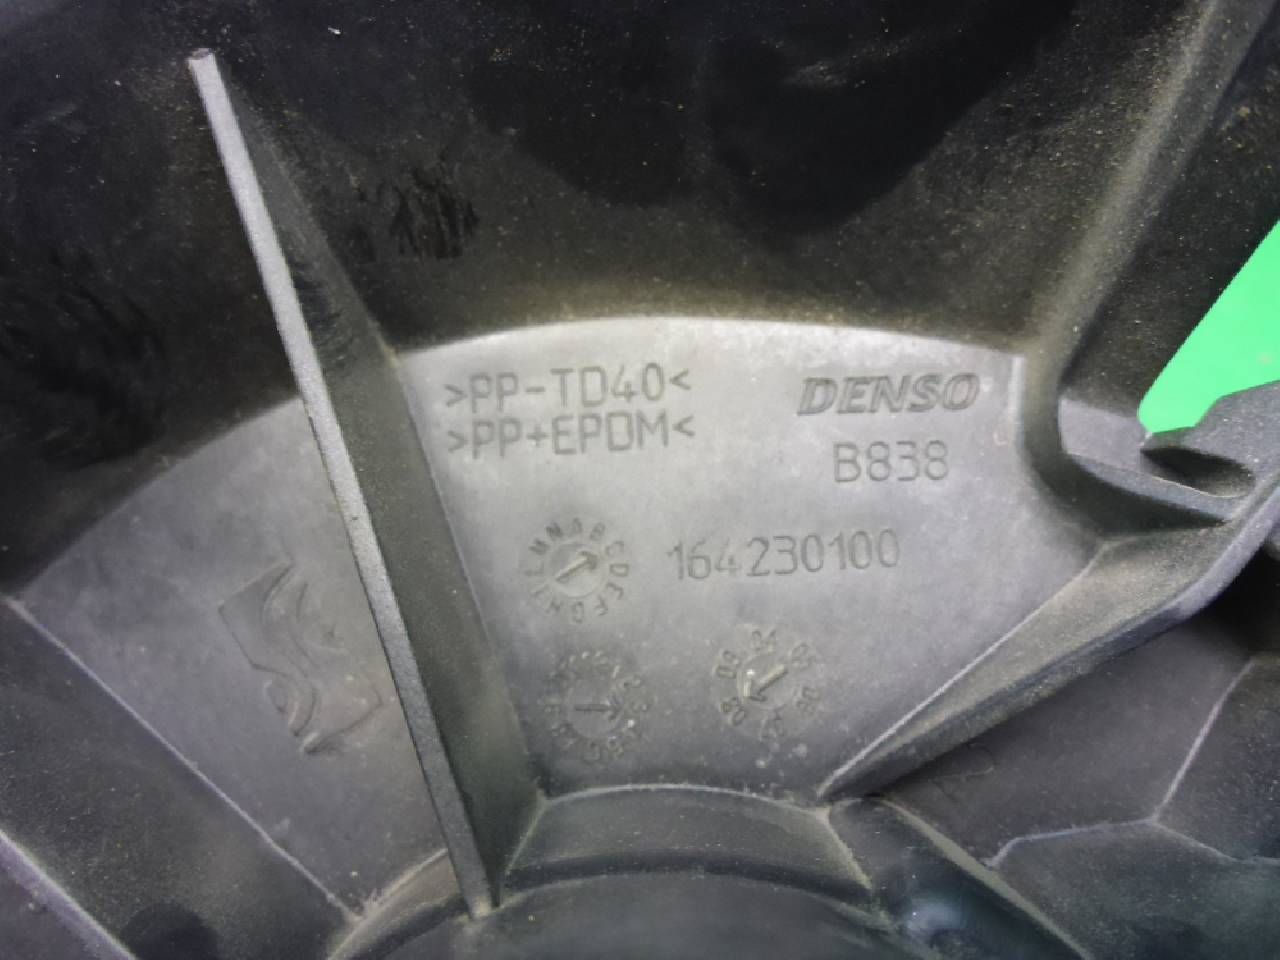 >PP-TD40<
>PP+EPDM<
DENSO
B838
164230100